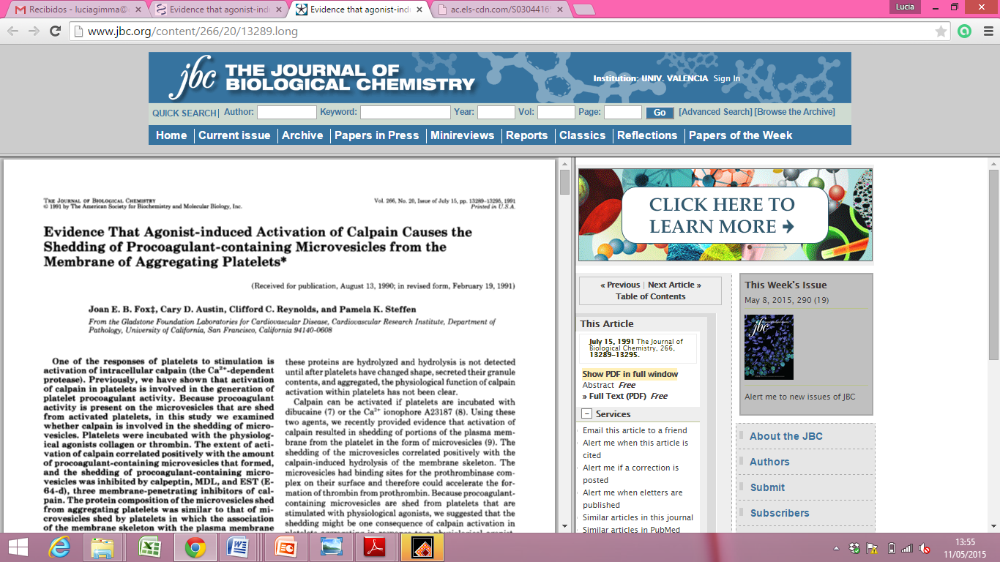 Recibidos - luciagimma@
Evidence that agonist-ind
Evidence that agonist-ind
ac.els-cdn.com/S03044165
Lucia
www.jbc.org/content/266/20/13289.long
jbc THE JOURNAL OF
BIOLOGICAL CHEMISTRY
Institution: UNIV. VALENCIA Sign In
QUICK SEARCH Author: Keyword: Year: Vol: Page: Go [Advanced Search] [Browse the Archive]
Home Current issue Archive Papers in Press Minireviews Reports Classics Reflections Papers of the Week
THE JOURNAL OF BIOLOGICAL CHEMISTRY
© 1991 by The American Society for Biochemistry and Molecular Biology, Inc.
Vol. 266, No. 20, Issue of July 15, pp. 13289-13295, 1991
Printed in U.S.A.
Evidence That Agonist-induced Activation of Calpain Causes the
Shedding of Procoagulant-containing Microvesicles from the
Membrane of Aggregating Platelets*
(Received for publication, August 13, 1990; in revised form, February 19, 1991)
Joan E. B. Fox‡, Cary D. Austin, Clifford C. Reynolds, and Pamela K. Steffen
From the Gladstone Foundation Laboratories for Cardiovascular Disease, Cardiovascular Research Institute, Department of
Pathology, University of California, San Francisco, California 94140-0608
One of the responses of platelets to stimulation is
activation of intracellular calpain (the Ca²⁺-dependent
protease). Previously, we have shown that activation
of calpain in platelets is involved in the generation of
platelet procoagulant activity. Because procoagulant
activity is present on the microvesicles that are shed
from activated platelets, in this study we examined
whether calpain is involved in the shedding of micro-
vesicles. Platelets were incubated with the physiolog-
ical agonists collagen or thrombin. The extent of acti-
vation of calpain correlated positively with the amount
of procoagulant-containing microvesicles that formed,
and the shedding of procoagulant-containing micro-
vesicles was inhibited by calpeptin, MDL, and EST (E-
64-d), three membrane-penetrating inhibitors of cal-
pain. The protein composition of the microvesicles shed
from aggregating platelets was similar to that of mi-
crovesicles shed by platelets in which the association
of the membrane skeleton with the plasma membrane
these proteins are hydrolyzed and hydrolysis is not detected
until after platelets have changed shape, secreted their granule
contents, and aggregated, the physiological function of calpain
activation within platelets has not been clear.
Calpain can be activated if platelets are incubated with
dibucaine (7) or the Ca²⁺ ionophore A23187 (8). Using these
two agents, we recently provided evidence that activation of
calpain resulted in shedding of portions of the plasma mem-
brane from the platelet in the form of microvesicles (9). The
shedding of the microvesicles correlated positively with the
calpain-induced hydrolysis of the membrane skeleton. The
microvesicles had binding sites for the prothrombinase com-
plex on their surface and therefore could accelerate the for-
mation of thrombin from prothrombin. Because procoagulant-
containing microvesicles are shed from platelets that are
stimulated with physiological agonists, we suggested that the
shedding might be one consequence of calpain activation in
CLICK HERE TO
LEARN MORE
« Previous | Next Article »
Table of Contents
This Article
July 15, 1991 The Journal of
Biological Chemistry, 266,
13289-13295.
Show PDF in full window
Abstract Free
» Full Text (PDF) Free
Services
Email this article to a friend
Alert me when this article is
cited
Alert me if a correction is
posted
Alert me when eletters are
published
Similar articles in this journal
Similar articles in PubMed
This Week's Issue
May 8, 2015, 290 (19)
jbc
Alert me to new issues of JBC
About the JBC
Authors
Submit
Subscribers
13:55
11/05/2015